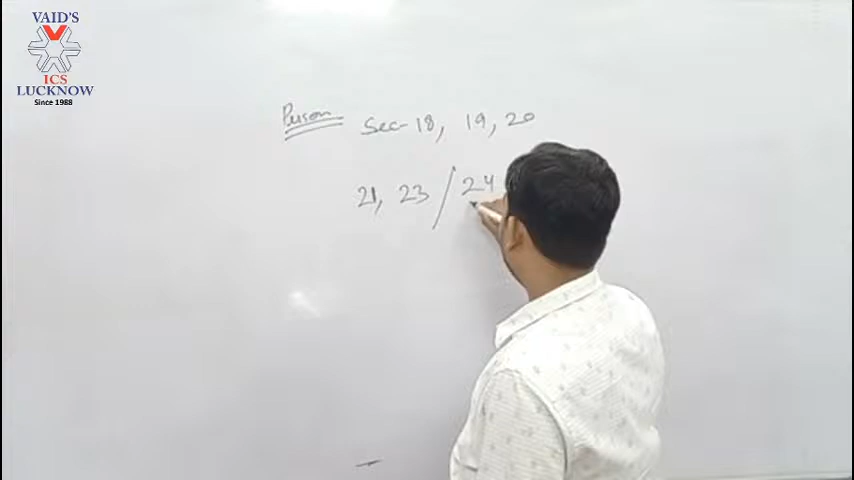 VAID'S
ICS
LUCKNOW
Since 1988
Person Sec-18, 19, 20
21, 23 / 24